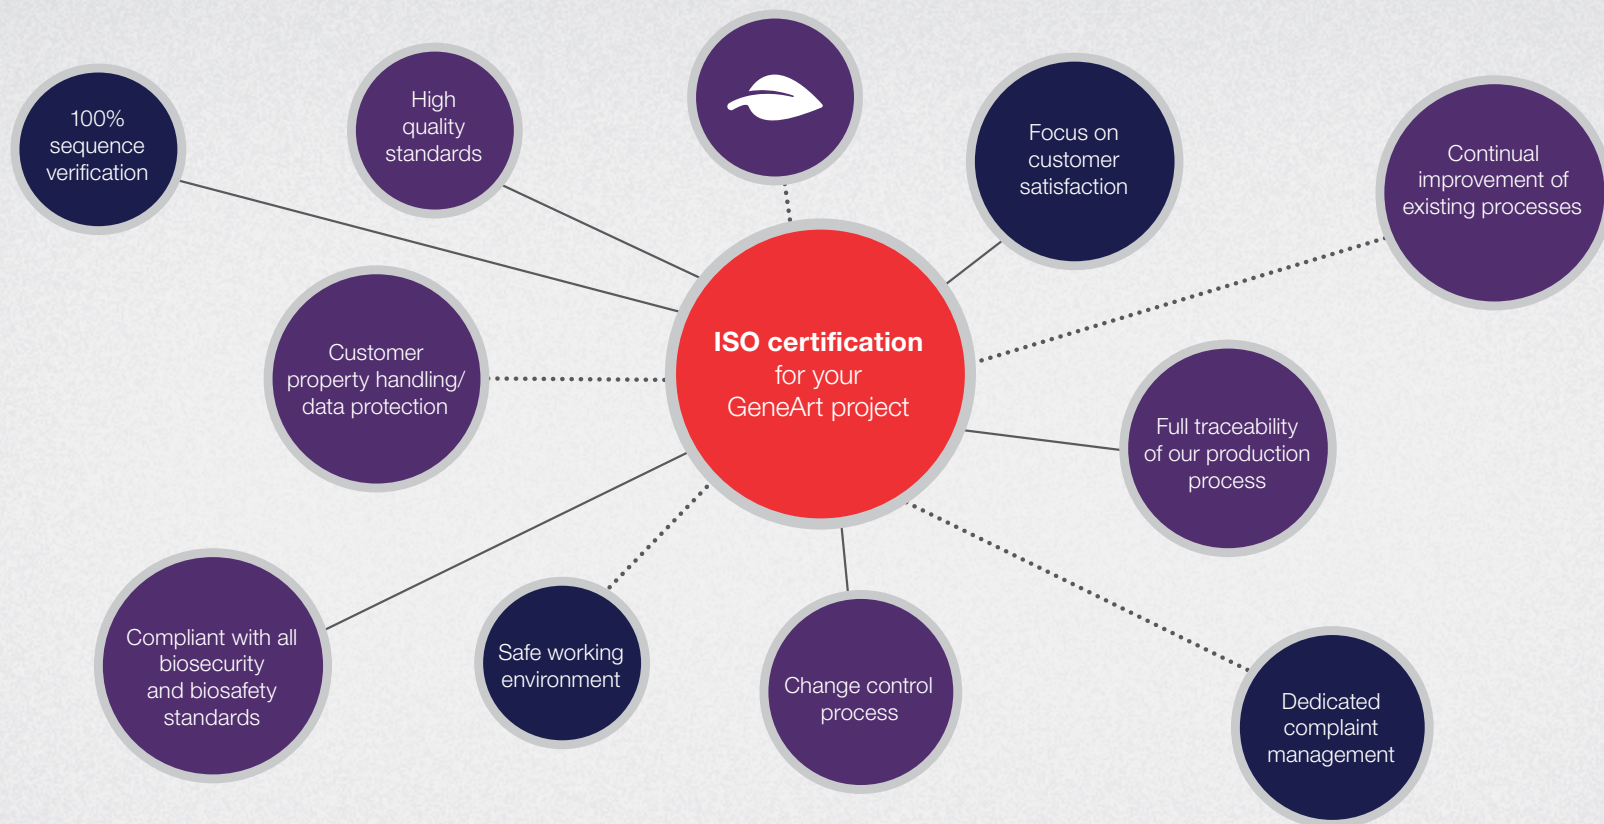 100%
sequence
verification
High
quality
standards
Focus on
customer
satisfaction
Continual
improvement of
existing processes
Customer
property handling/
data protection
ISO certification
for your
GeneArt project
Full traceability
of our production
process
Compliant with all
biosecurity
and biosafety
standards
Safe working
environment
Change control
process
Dedicated
complaint
management